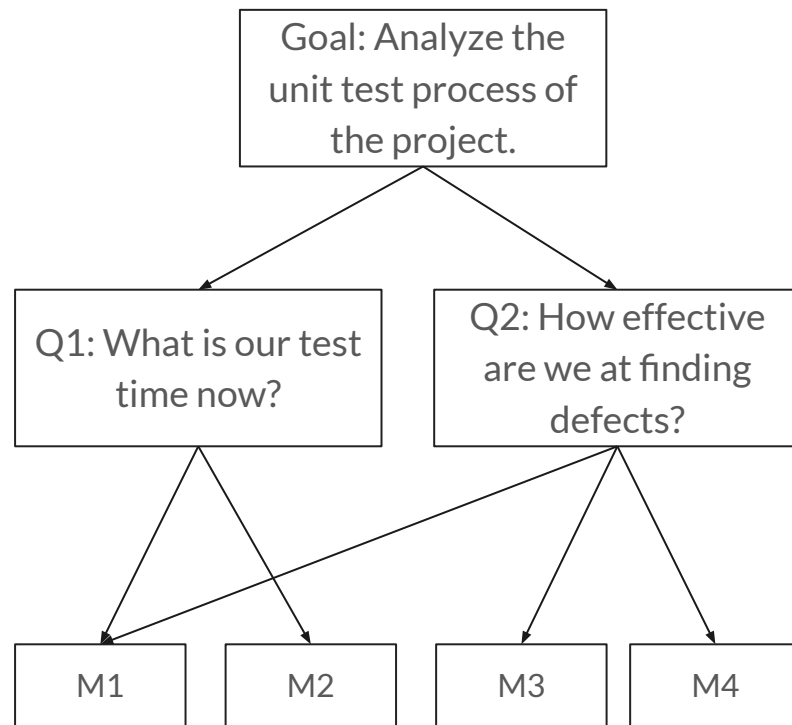 Goal: Analyze the
unit test process of
the project.
Q1: What is our test
time now?
Q2: How effective
are we at finding
defects?
M1
M2
M3
M4